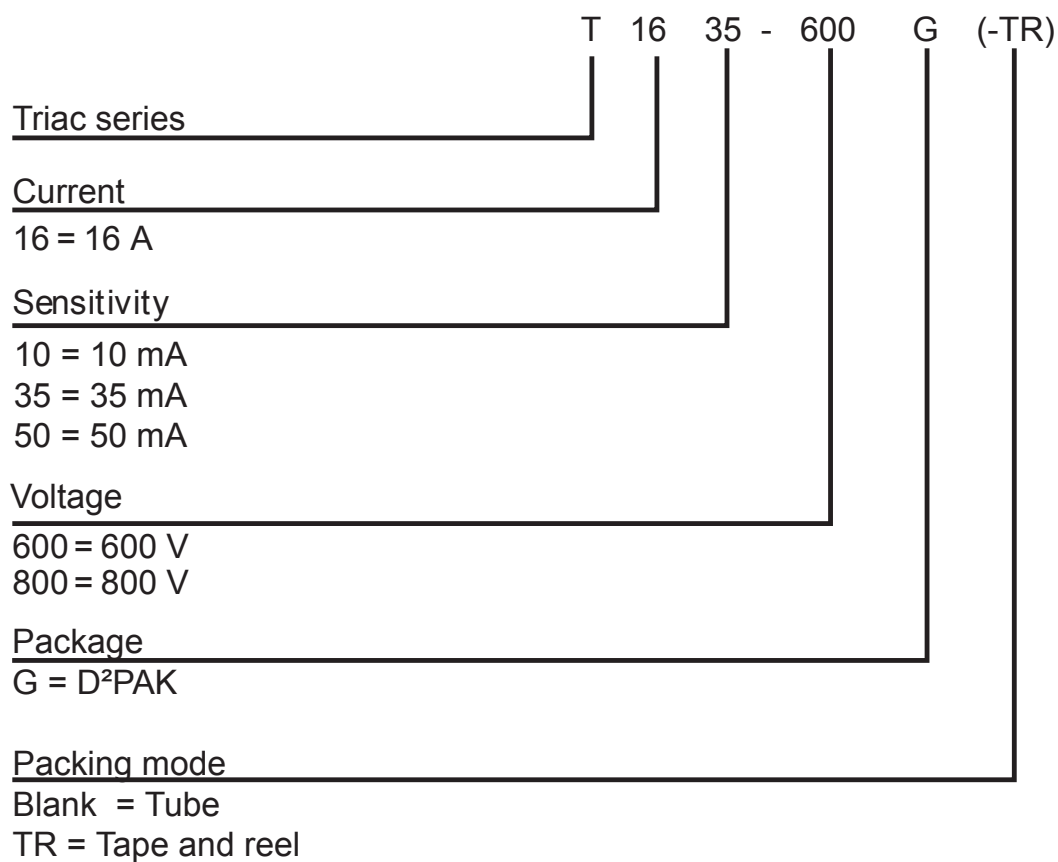 T 16 35 - 600 G (-TR)
Triac series
Current
16 = 16 A
Sensitivity
10 = 10 mA
35 = 35 mA
50 = 50 mA
Voltage
600 = 600 V
800 = 800 V
Package
G = D²PAK
Packing mode
Blank = Tube
TR = Tape and reel